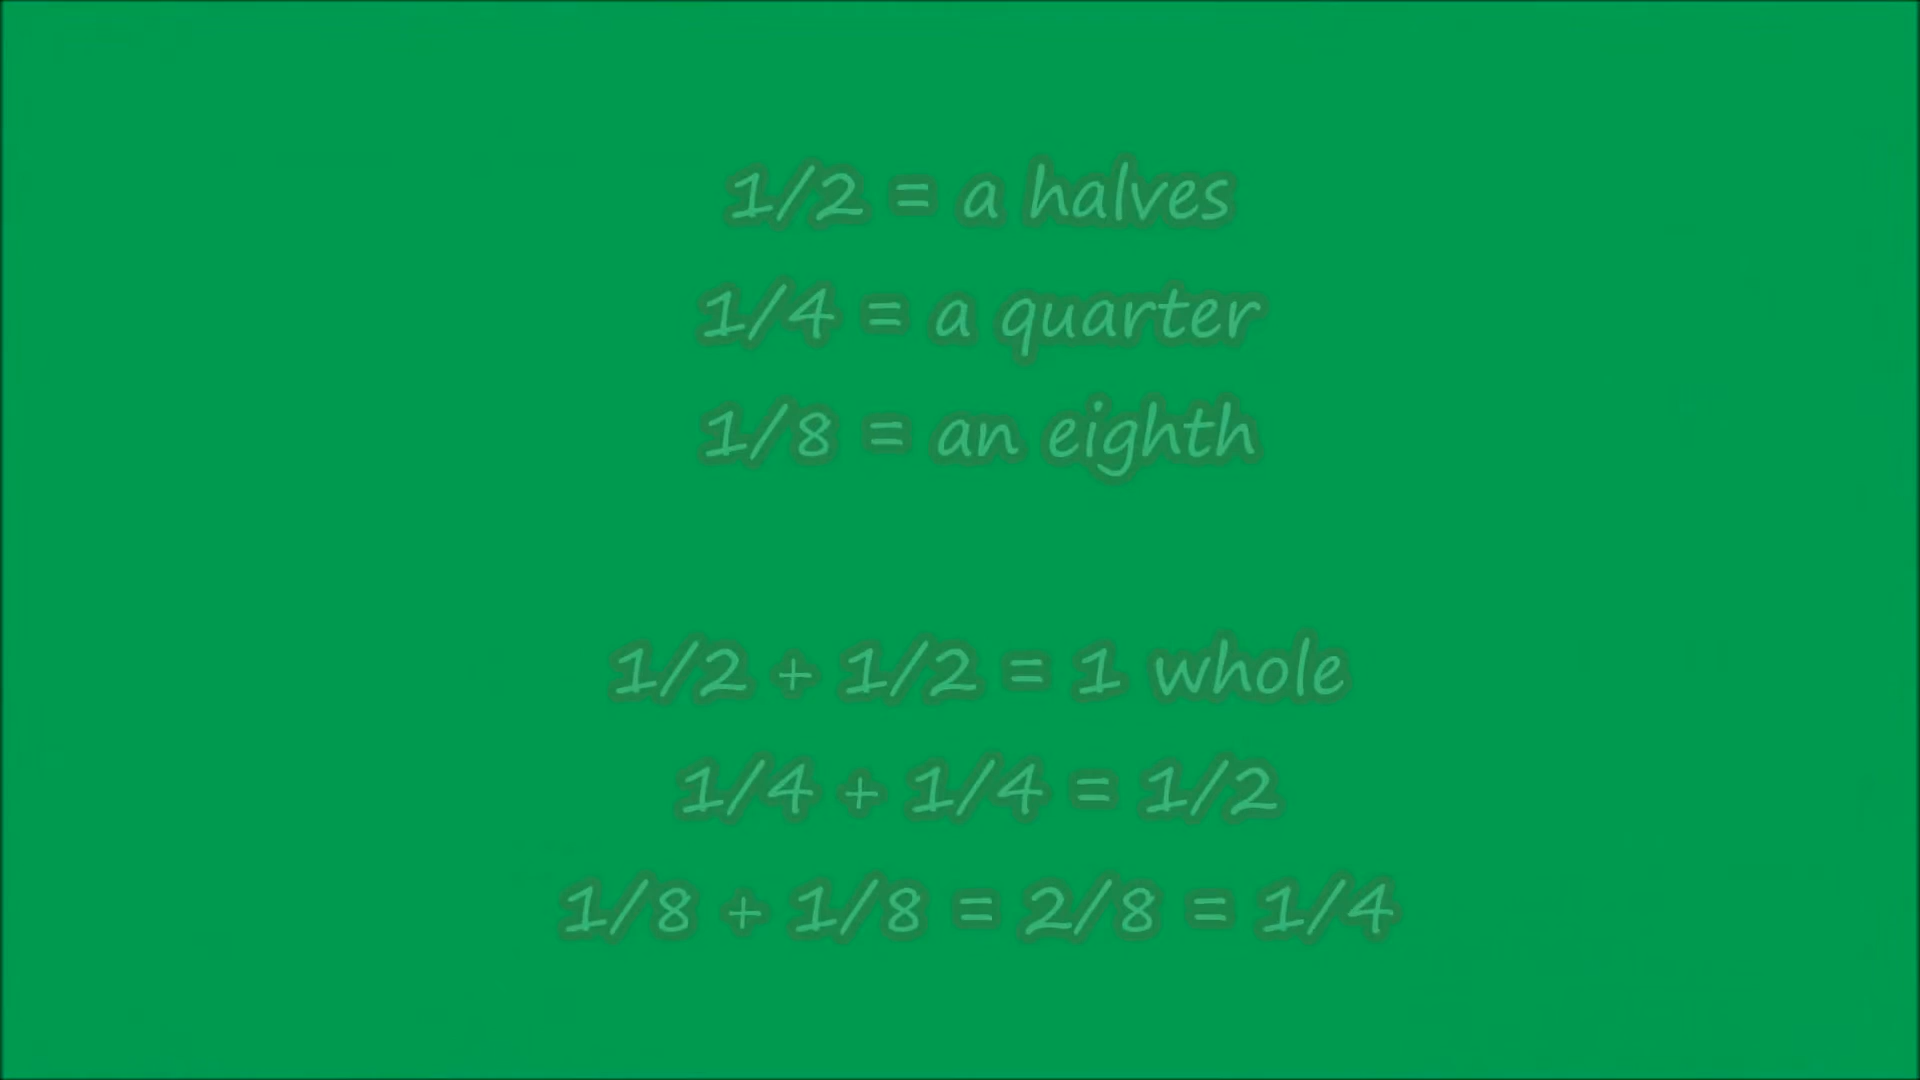 1/2 = a halves
1/4 = a quarter
1/8 = an eighth
1/2 + 1/2 = 1 whole
1/4 + 1/4 = 1/2
1/8 + 1/8 = 2/8 = 1/4